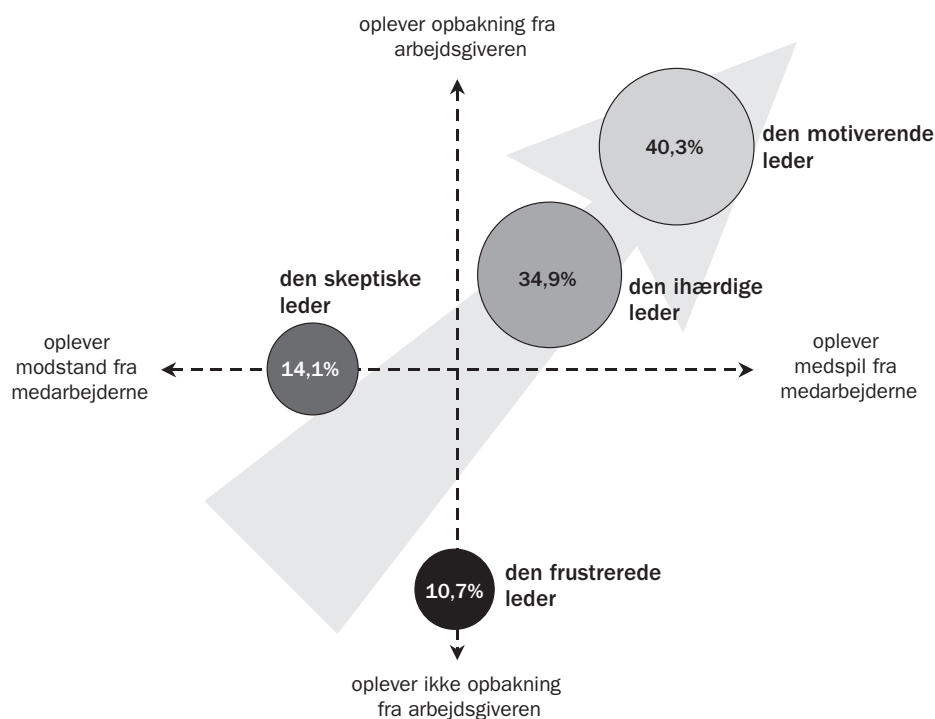 oplever opbakning fra
arbejdsgiveren
40,3%
den motiverende
leder
34,9%
den ihærdige
leder
den skeptiske
leder
14,1%
oplever
modstand fra
medarbejderne
oplever
medspil fra
medarbejderne
10,7%
den frustrerede
leder
oplever ikke opbakning
fra arbejdsgiveren